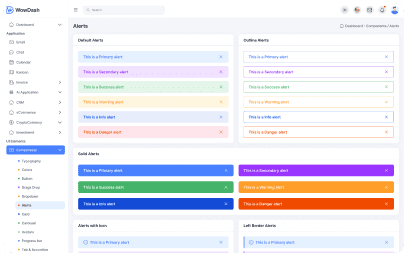 WowDash
Search
Dashboard
Application
Email
Chat
Calendar
Kanban
Invoice
Ai Application
CRM
eCommerce
CryptoCurrency
Investment
UI Elements
Components
Typography
Colors
Button
Dropdown
Alerts
Card
Carousel
Avatars
Progress bar
Tab & Accordion
Alerts
Dashboard - Components / Alerts
Default Alerts
This is a Primary alert
This is a Secondary alert
This is a Success alert
This is a Warning alert
This is a Info alert
This is a Danger alert
Outline Alerts
This is a Primary alert
This is a Secondary alert
This is a Success alert
This is a Warning alert
This is a Info alert
This is a Danger alert
Solid Alerts
This is a Primary alert
This is a Secondary alert
This is a Success alert
This is a Warning alert
This is a Info alert
This is a Danger alert
Alerts with Icon
This is a Primary alert
Left Border Alerts
This is a Primary alert